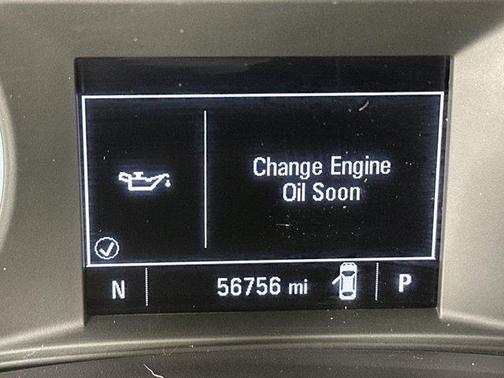 Change Engine
Oil Soon
N 56756 mi P